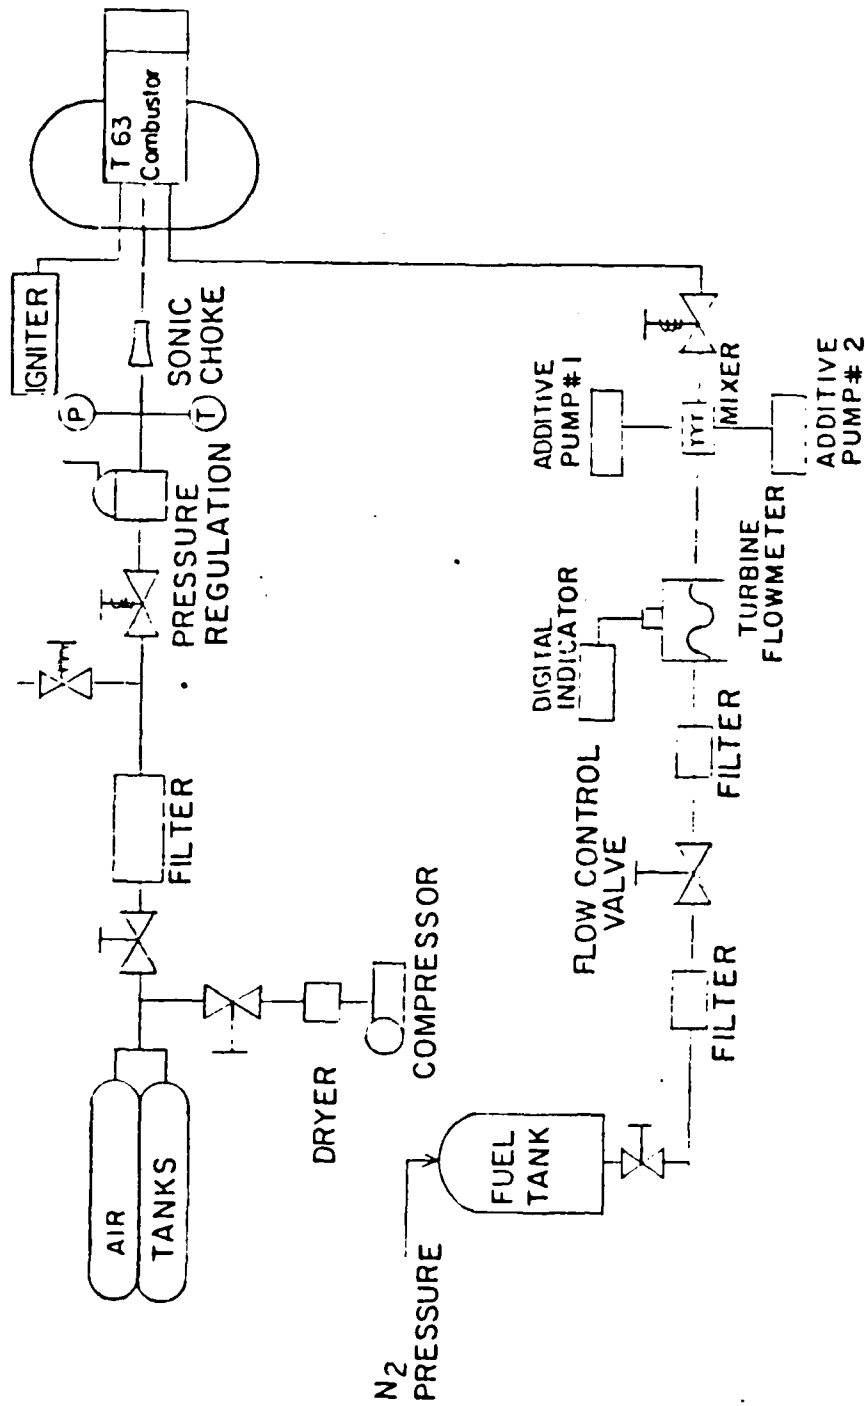 AIR
TANKS
DRYER
COMPRESSOR
FILTER
PRESSURE
REGULATION
P
T
SONIC
CHOKE
IGNITER
T 63
Combustor
N2
PRESSURE
FUEL
TANK
FILTER
FLOW CONTROL
VALVE
FILTER
DIGITAL
INDICATOR
TURBINE
FLOWMETER
ADDITIVE
PUMP#1
MIXER
ADDITIVE
PUMP# 2